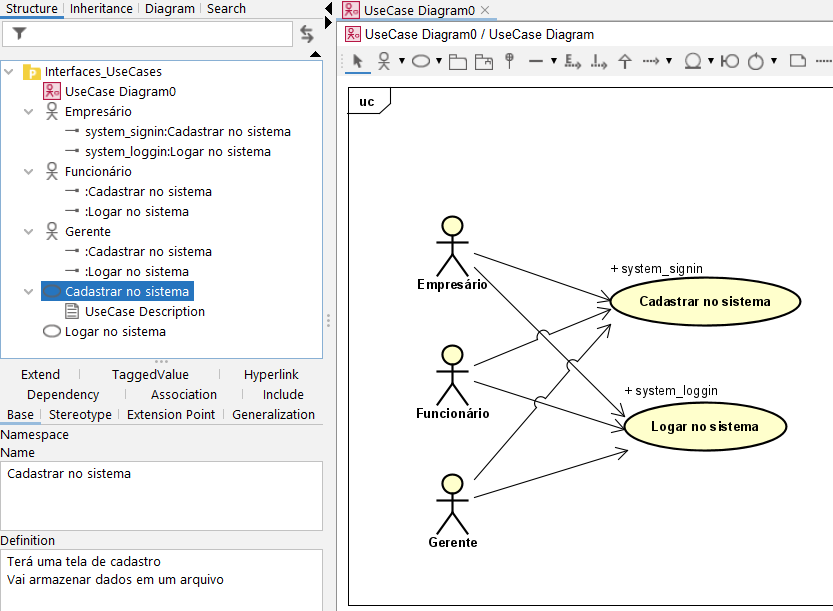 Structure Inheritance Diagram Search
Interfaces_UseCases
UseCase Diagram0
Empresário
system_signin:Cadastrar no sistema
system_loggin:Logar no sistema
Funcionário
:Cadastrar no sistema
:Logar no sistema
Gerente
:Cadastrar no sistema
:Logar no sistema
Cadastrar no sistema
UseCase Description
Logar no sistema
Extend TaggedValue Hyperlink
Dependency Association Include
Base Stereotype Extension Point Generalization
Namespace
Name
Cadastrar no sistema
Definition
Terá uma tela de cadastro
Vai armazenar dados em um arquivo
UseCase Diagram0
UseCase Diagram0 / UseCase Diagram
uc
Empresário
+ system_signin
Cadastrar no sistema
Funcionário
+ system_loggin
Logar no sistema
Gerente